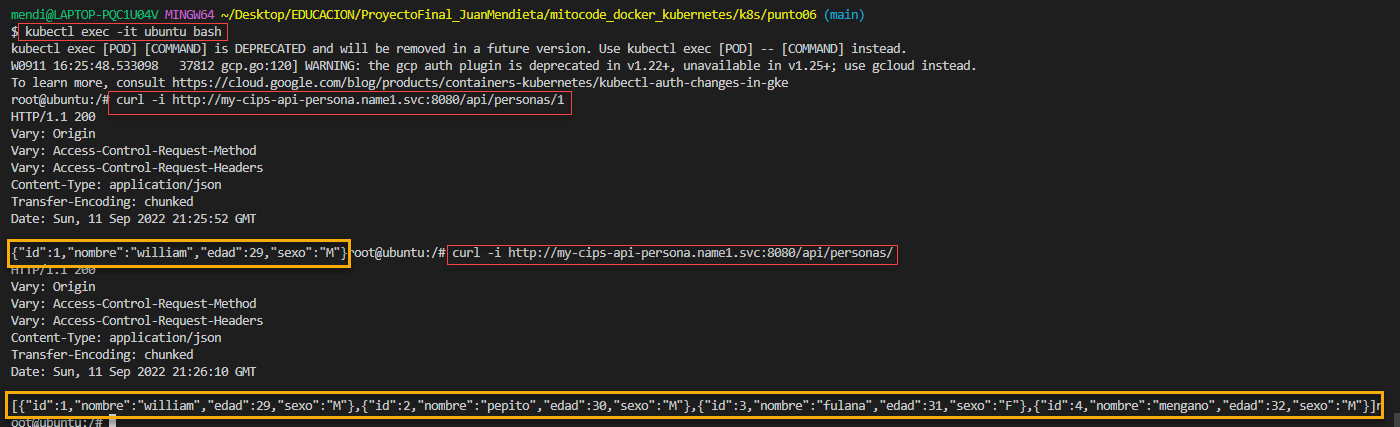 mendi@LAPTOP-PQC1U04V MINGW64 ~/Desktop/EDUCACION/ProyectoFinal_JuanMendieta/mitocode_docker_kubernetes/k8s/punto06 (main)
$ kubectl exec -it ubuntu bash
kubectl exec [POD] [COMMAND] is DEPRECATED and will be removed in a future version. Use kubectl exec [POD] -- [COMMAND] instead.
W0911 16:25:48.533098   37812 gcp.go:120] WARNING: the gcp auth plugin is deprecated in v1.22+, unavailable in v1.25+; use gcloud instead.
To learn more, consult https://cloud.google.com/blog/products/containers-kubernetes/kubectl-auth-changes-in-gke
root@ubuntu:/# curl -i http://my-cips-api-persona.name1.svc:8080/api/personas/1
HTTP/1.1 200
Vary: Origin
Vary: Access-Control-Request-Method
Vary: Access-Control-Request-Headers
Content-Type: application/json
Transfer-Encoding: chunked
Date: Sun, 11 Sep 2022 21:25:52 GMT
{"id":1,"nombre":"william","edad":29,"sexo":"M"}root@ubuntu:/# curl -i http://my-cips-api-persona.name1.svc:8080/api/personas/
HTTP/1.1 200
Vary: Origin
Vary: Access-Control-Request-Method
Vary: Access-Control-Request-Headers
Content-Type: application/json
Transfer-Encoding: chunked
Date: Sun, 11 Sep 2022 21:26:10 GMT
[{"id":1,"nombre":"william","edad":29,"sexo":"M"},{"id":2,"nombre":"pepito","edad":30,"sexo":"M"},{"id":3,"nombre":"fulana","edad":31,"sexo":"F"},{"id":4,"nombre":"mengano","edad":32,"sexo":"M"}]r
oot@ubuntu:/#